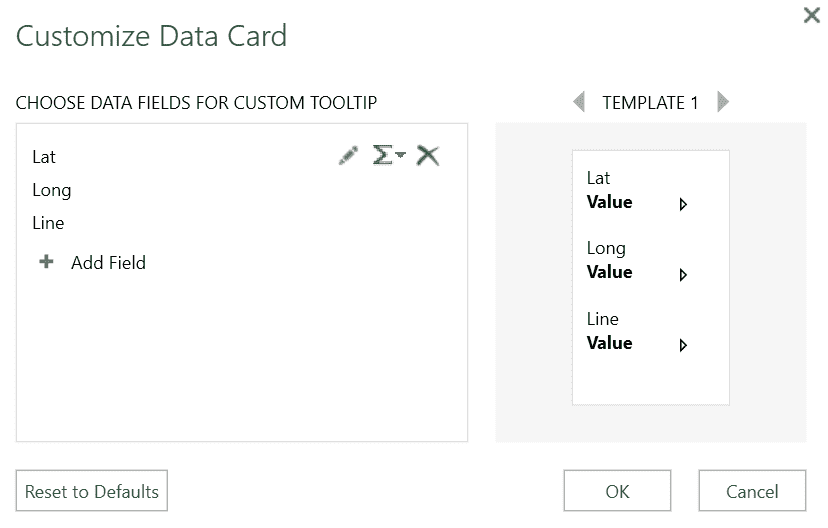 Customize Data Card
CHOOSE DATA FIELDS FOR CUSTOM TOOLTIP
Lat
Long
Line
Add Field
TEMPLATE 1
Lat
Value
Long
Value
Line
Value
Reset to Defaults
OK
Cancel